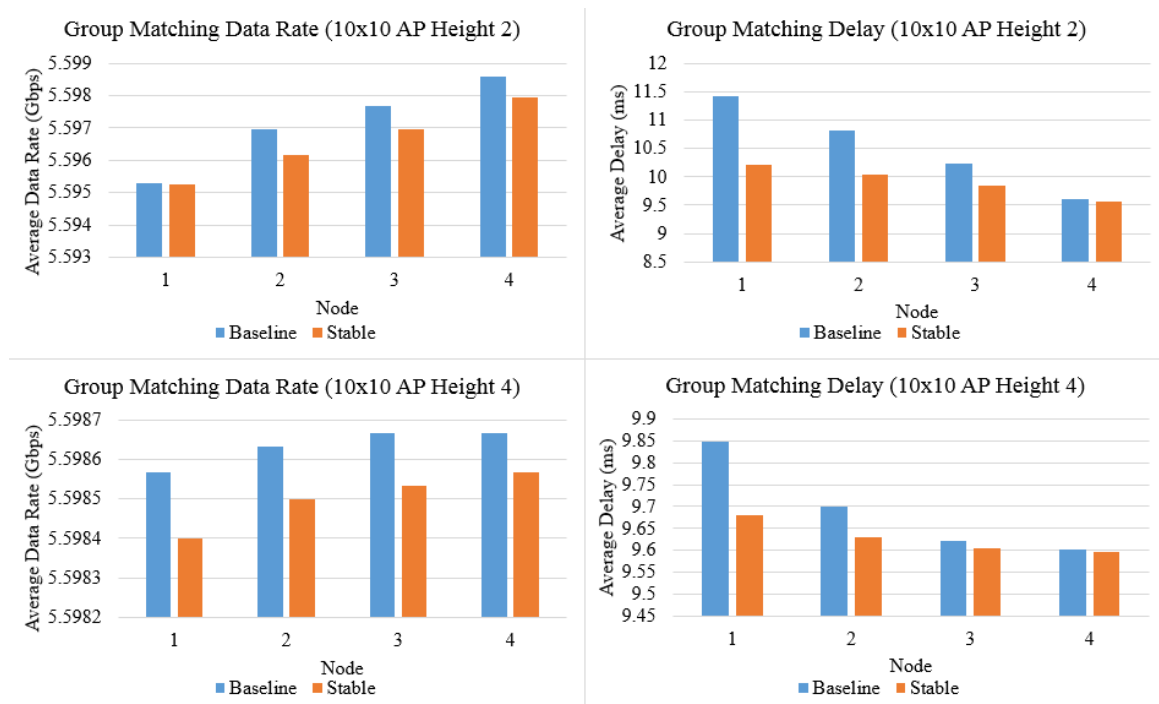 Group Matching Data Rate (10x10 AP Height 2)
Average Data Rate (Gbps)
5.599
5.598
5.597
5.596
5.595
5.594
5.593
1 2 3 4
Node
Baseline Stable
Group Matching Delay (10x10 AP Height 2)
Average Delay (ms)
12
11.5
11
10.5
10
9.5
9
8.5
1 2 3 4
Node
Baseline Stable
Group Matching Data Rate (10x10 AP Height 4)
Average Data Rate (Gbps)
5.5987
5.5986
5.5985
5.5984
5.5983
5.5982
1 2 3 4
Node
Baseline Stable
Group Matching Delay (10x10 AP Height 4)
Average Delay (ms)
9.9
9.85
9.8
9.75
9.7
9.65
9.6
9.55
9.5
9.45
1 2 3 4
Node
Baseline Stable